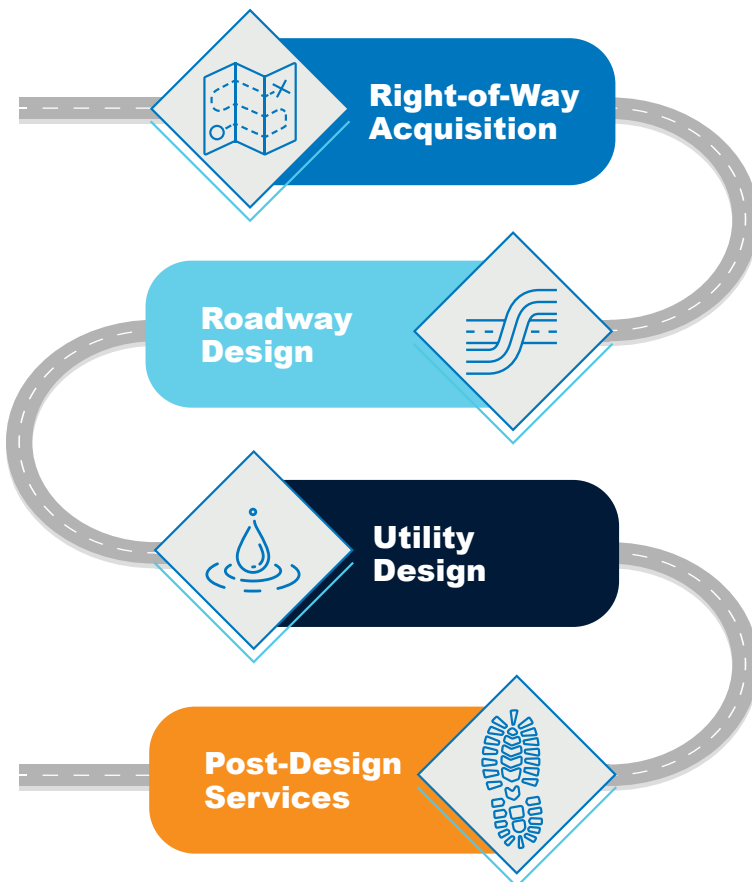 Right-of-Way
Acquisition
Roadway
Design
Utility
Design
Post-Design
Services